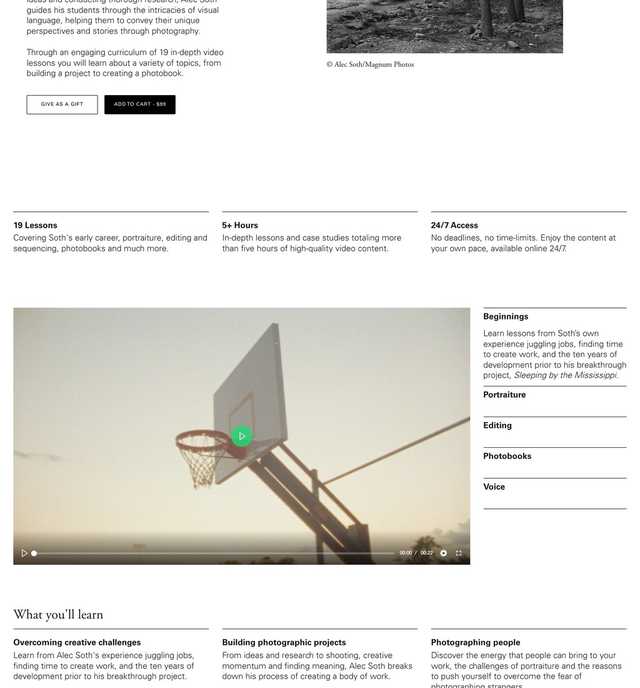 ideas and conducting thorough research, Alec Soth
guides his students through the intricacies of visual
language, helping them to convey their unique
perspectives and stories through photography.
Through an engaging curriculum of 19 in-depth video
lessons you will learn about a variety of topics, from
building a project to creating a photobook.
GIVE AS A GIFT
ADD TO CART - $99
© Alec Soth/Magnum Photos
19 Lessons
Covering Soth's early career, portraiture, editing and
sequencing, photobooks and much more.
5+ Hours
In-depth lessons and case studies totaling more
than five hours of high-quality video content.
24/7 Access
No deadlines, no time-limits. Enjoy the content at
your own pace, available online 24/7.
Beginnings
Learn lessons from Soth's own
experience juggling jobs, finding time
to create work, and the ten years of
development prior to his breakthrough
project, Sleeping by the Mississippi.
Portraiture
Editing
Photobooks
Voice
00:00 / 00:22
What you'll learn
Overcoming creative challenges
Learn from Alec Soth's experience juggling jobs,
finding time to create work, and the ten years of
development prior to his breakthrough project.
Building photographic projects
From ideas and research to shooting, creative
momentum and finding meaning, Alec Soth breaks
down his process of creating a body of work.
Photographing people
Discover the energy that people can bring to your
work, the challenges of portraiture and the reasons
to push yourself to overcome the fear of
photographing strangers.